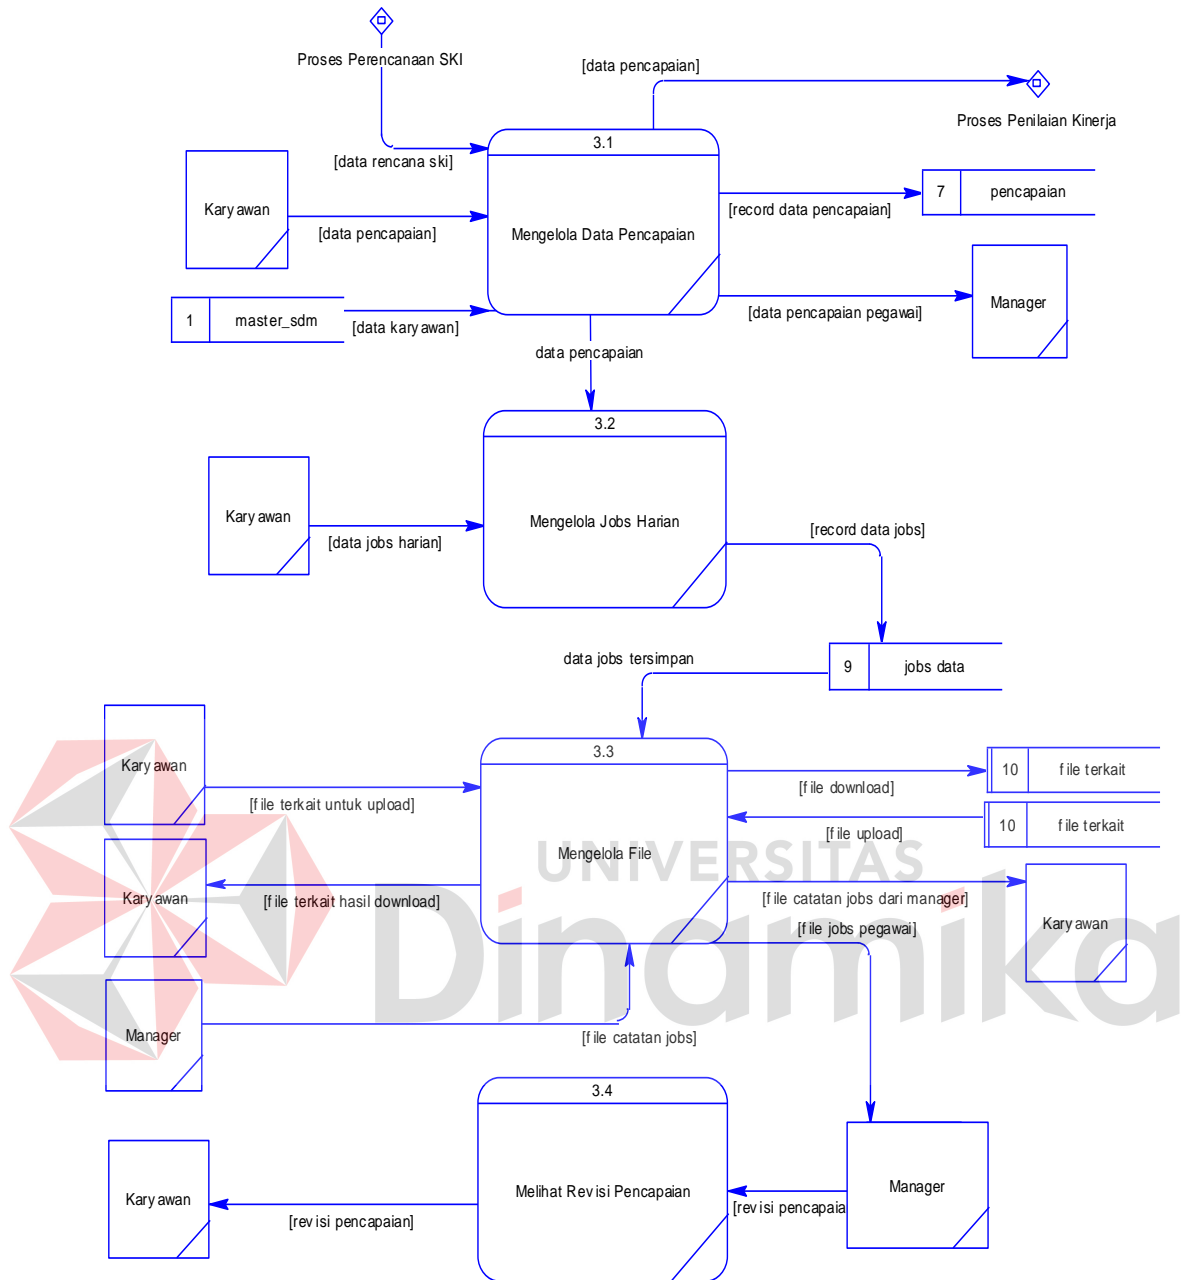 Proses Perencanaan SKI
[data pencapaian]
Proses Penilaian Kinerja
3.1
[data rencana ski]
Karyawan
[data pencapaian]
Mengelola Data Pencapaian
[record data pencapaian]
7 pencapaian
1 master_sdm
[data karyawan]
[data pencapaian pegawai]
Manager
data pencapaian
3.2
Karyawan
[data jobs harian]
Mengelola Jobs Harian
[record data jobs]
data jobs tersimpan
9 jobs data
3.3
Karyawan
[file terkait untuk upload]
[file download]
10 file terkait
[file upload]
10 file terkait
Mengelola File
UNIVERSITAS
Dinamika
Karyawan
[file terkait hasil download]
[file catatan jobs dari manager]
Karyawan
[file jobs pegawai]
Manager
[file catatan jobs]
3.4
Karyawan
[revisi pencapaian]
Melihat Revisi Pencapaian
[revisi pencapaia
Manager